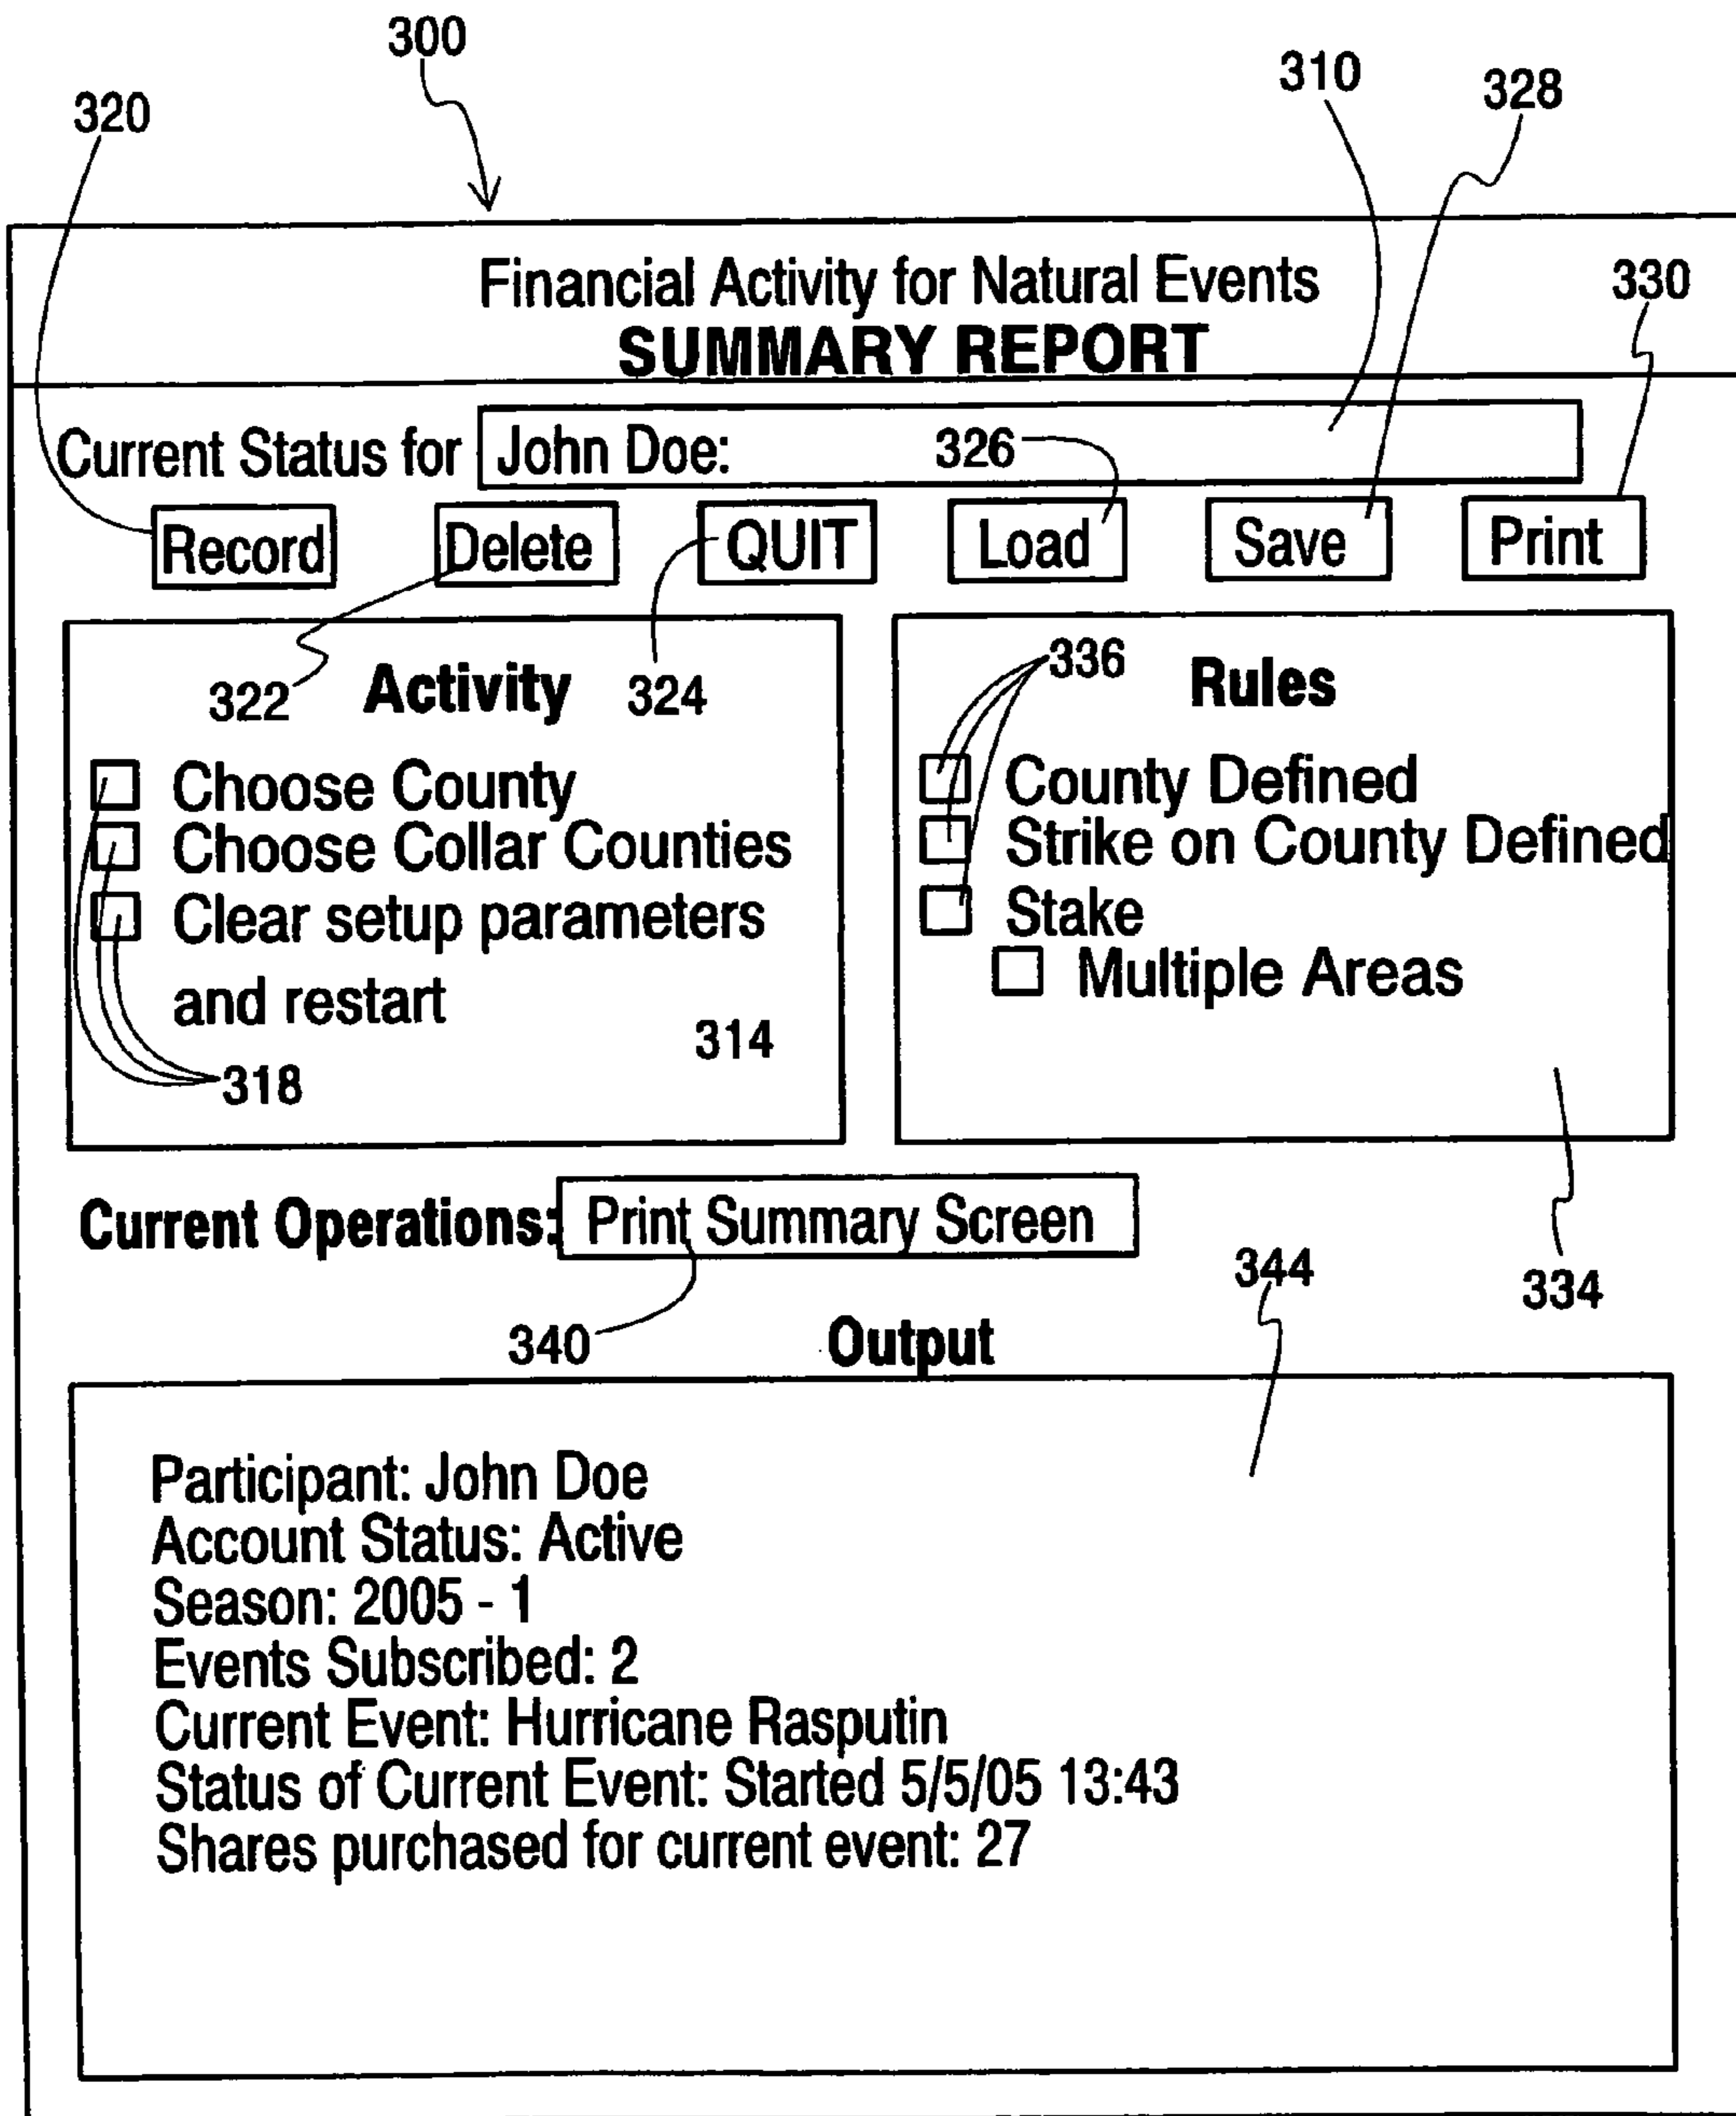 300
310
328
320
Financial Activity for Natural Events
330
SUMMARY REPORT
Current Status for John Doe:
326
Record Delete QUIT Load Save Print
322 Activity 324
Choose County
Choose Collar Counties
Clear setup parameters
and restart
314
318
336 Rules
County Defined
Strike on County Defined
Stake
Multiple Areas
334
Current Operations: Print Summary Screen
344
340
Output
Participant: John Doe
Account Status: Active
Season: 2005 - 1
Events Subscribed: 2
Current Event: Hurricane Rasputin
Status of Current Event: Started 5/5/05 13:43
Shares purchased for current event: 27